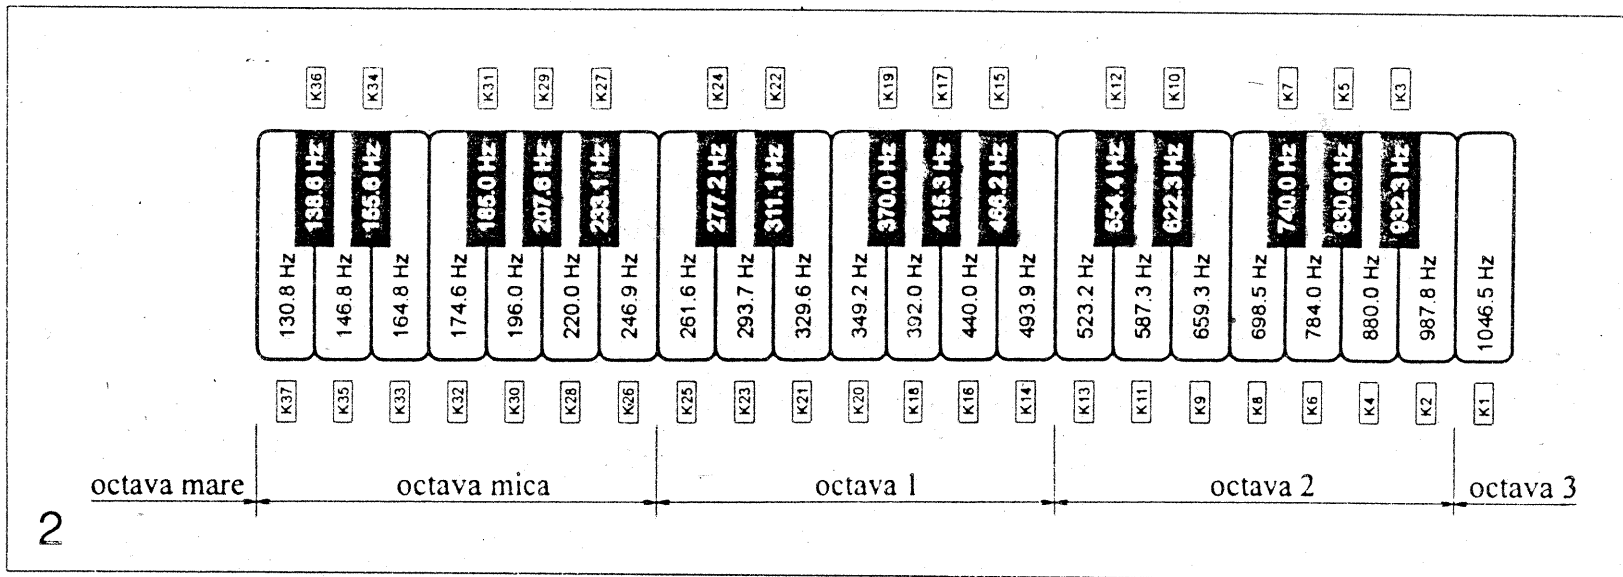 K36 K34 K31 K29 K27 K24 K22 K19 K17 K15 K12 K10 K7 K5 K3
138.6 Hz 155.6 Hz 185.0 Hz 207.6 Hz 233.1 Hz 277.2 Hz 311.1 Hz 370.0 Hz 415.3 Hz 466.2 Hz 554.4 Hz 622.3 Hz 740.0 Hz 830.6 Hz 932.3 Hz
130.8 Hz 146.8 Hz 164.8 Hz 174.6 Hz 196.0 Hz 220.0 Hz 246.9 Hz 261.6 Hz 293.7 Hz 329.6 Hz 349.2 Hz 392.0 Hz 440.0 Hz 493.9 Hz 523.2 Hz 587.3 Hz 659.3 Hz 698.5 Hz 784.0 Hz 880.0 Hz 987.8 Hz 1046.5 Hz
K37 K35 K33 K32 K30 K28 K26 K25 K23 K21 K20 K18 K16 K14 K13 K11 K9 K8 K6 K4 K2 K1
octava mare octava mica octava 1 octava 2 octava 3
2